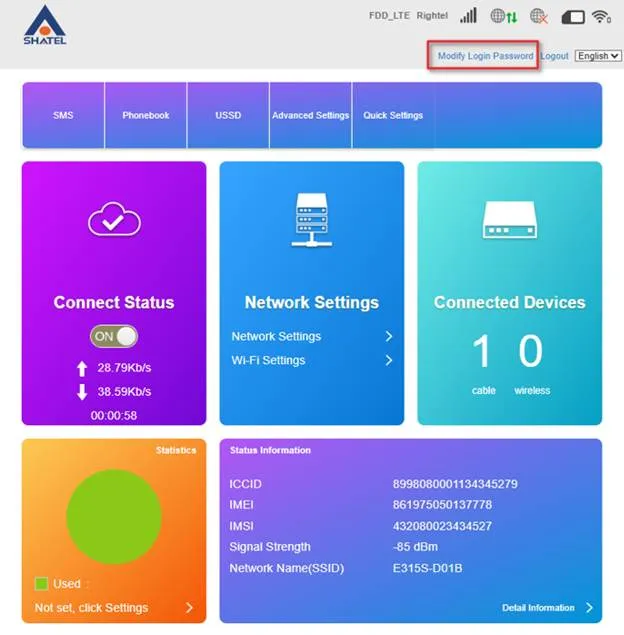 SHATEL
FDD_LTE Rightel
Modify Login Password Logout English
SMS Phonebook USSD Advanced Settings Quick Settings
Connect Status
ON
28.79Kb/s
38.59Kb/s
00:00:58
Network Settings
Network Settings
Wi-Fi Settings
Connected Devices
1 0
cable wireless
Statistics
Used :
Not set, click Settings
Status Information
ICCID 8998080001134345279
IMEI 861975050137778
IMSI 432080023434527
Signal Strength -85 dBm
Network Name(SSID) E315S-D01B
Detail Information